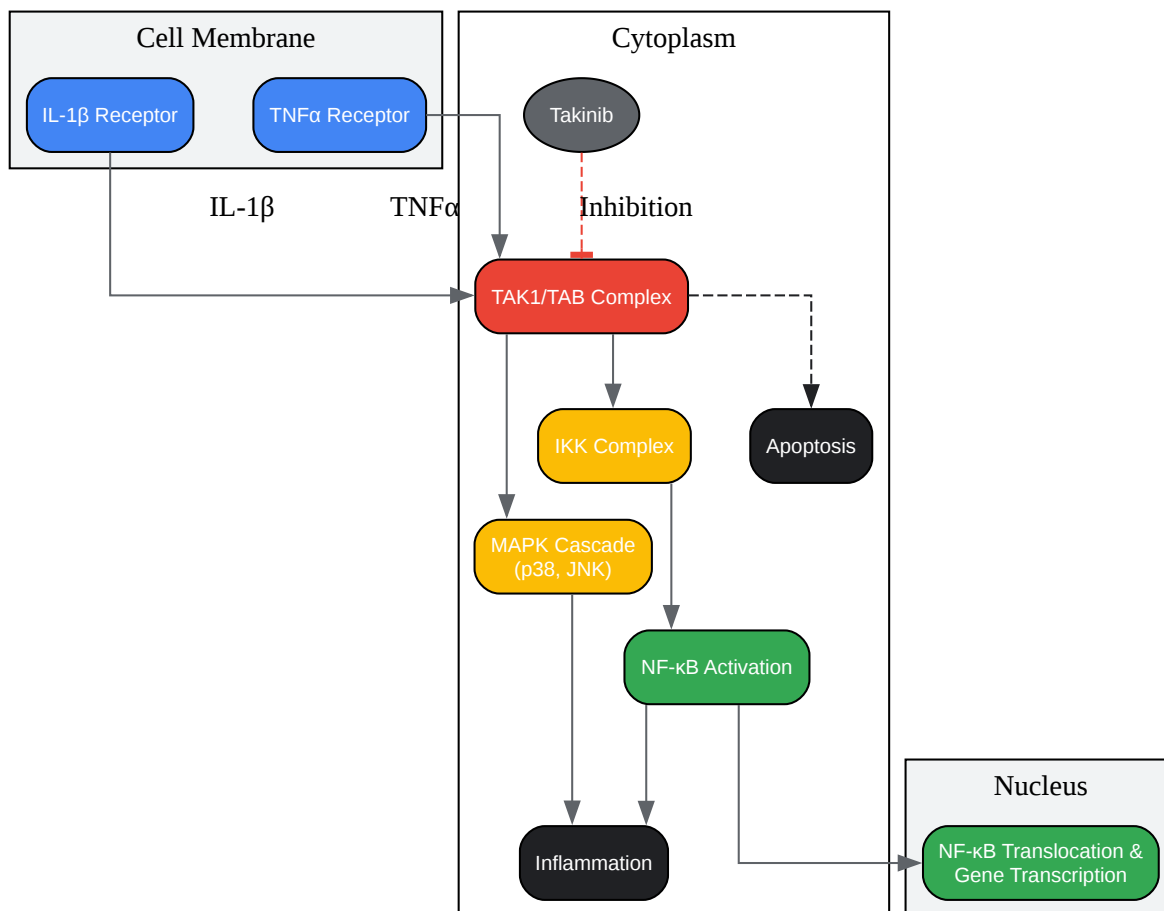 Cell Membrane
Cytoplasm
IL-1β Receptor
TNFα Receptor
Takinib
IL-1β
TNFα
Inhibition
TAK1/TAB Complex
IKK Complex
Apoptosis
MAPK Cascade
(p38, JNK)
NF-κB Activation
Nucleus
Inflammation
NF-κB Translocation &
Gene Transcription